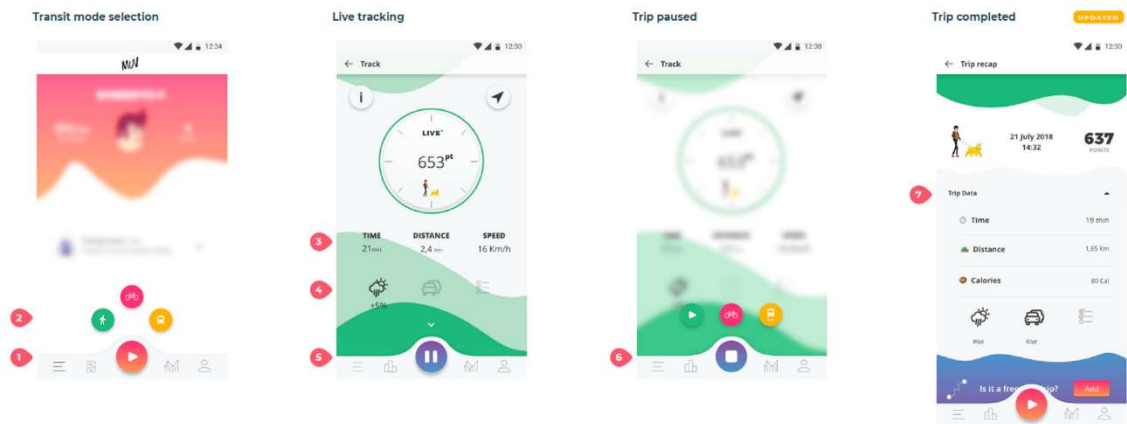 Transit mode selection
Live tracking
Trip paused
Trip completed
UPDATED
12:34
MUV
2
1
12:30
← Track
i
LIVE
653pt
TIME
DISTANCE
SPEED
21min
2,4 Km
16 Km/h
+5%
3
4
5
12:30
← Track
6
12:30
← Trip recap
21 July 2018
14:32
637
POINTS
7
Trip Data
Time
19 min
Distance
1,65 Km
Calories
80 Cal
Is it a
Add